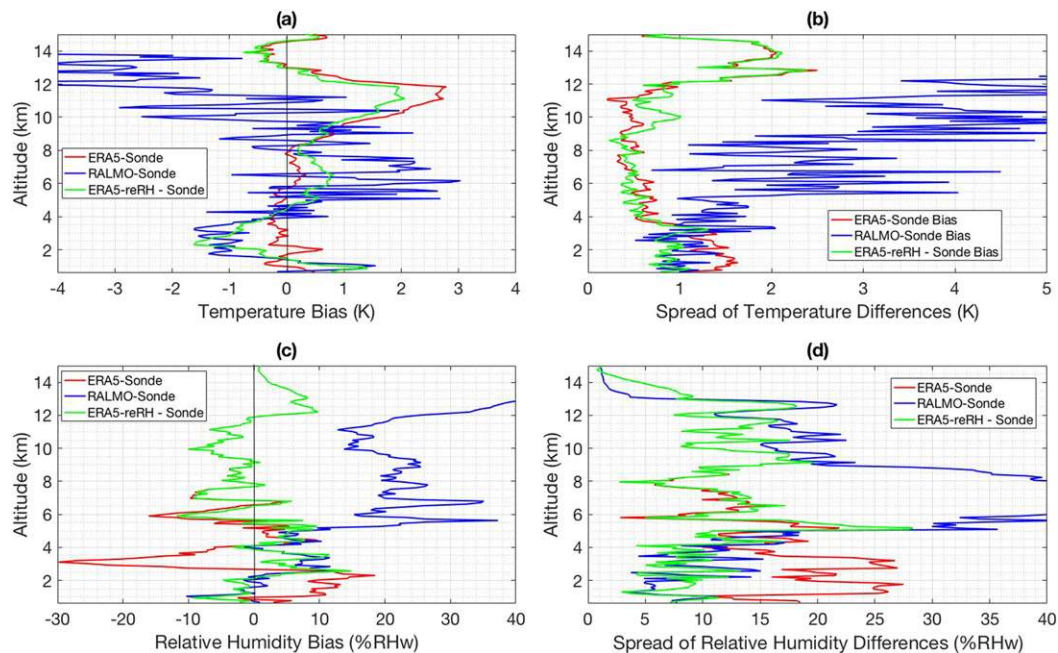 (a)
14
12
10
8
6
4
2
Altitude (km)
ERA5-Sonde
RALMO-Sonde
ERA5-reRH - Sonde
-4 -3 -2 -1 0 1 2 3 4
Temperature Bias (K)
(b)
14
12
10
8
6
4
2
Altitude (km)
ERA5-Sonde Bias
RALMO-Sonde Bias
ERA5-reRH - Sonde Bias
0 1 2 3 4 5
Spread of Temperature Differences (K)
(c)
ERA5-Sonde
RALMO-Sonde
ERA5-reRH - Sonde
14
12
10
8
6
4
2
Altitude (km)
-30 -20 -10 0 10 20 30 40
Relative Humidity Bias (%RHw)
(d)
ERA5-Sonde
RALMO-Sonde
ERA5-reRH - Sonde
14
12
10
8
6
4
2
Altitude (km)
0 5 10 15 20 25 30 35 40
Spread of Relative Humidity Differences (%RHw)